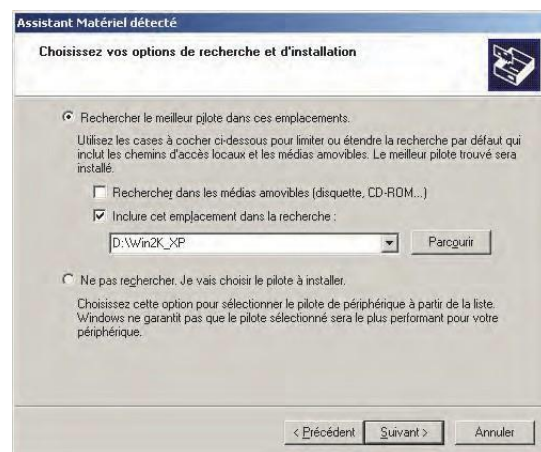 Assistant Matériel détecté
Choisissez vos options de recherche et d'installation
Rechercher le meilleur pilote dans ces emplacements.
Utilisez les cases à cocher ci-dessous pour limiter ou étendre la recherche par défaut qui
inclut les chemins d'accès locaux et les médias amovibles. Le meilleur pilote trouvé sera
installé.
Rechercher dans les médias amovibles (disquette, CD-ROM...)
Inclure cet emplacement dans la recherche :
D:\Win2K_XP
Parcourir
Ne pas rechercher. Je vais choisir le pilote à installer.
Choisissez cette option pour sélectionner le pilote de périphérique à partir de la liste.
Windows ne garantit pas que le pilote sélectionné sera le plus performant pour votre
périphérique.
< Précédent Suivant > Annuler